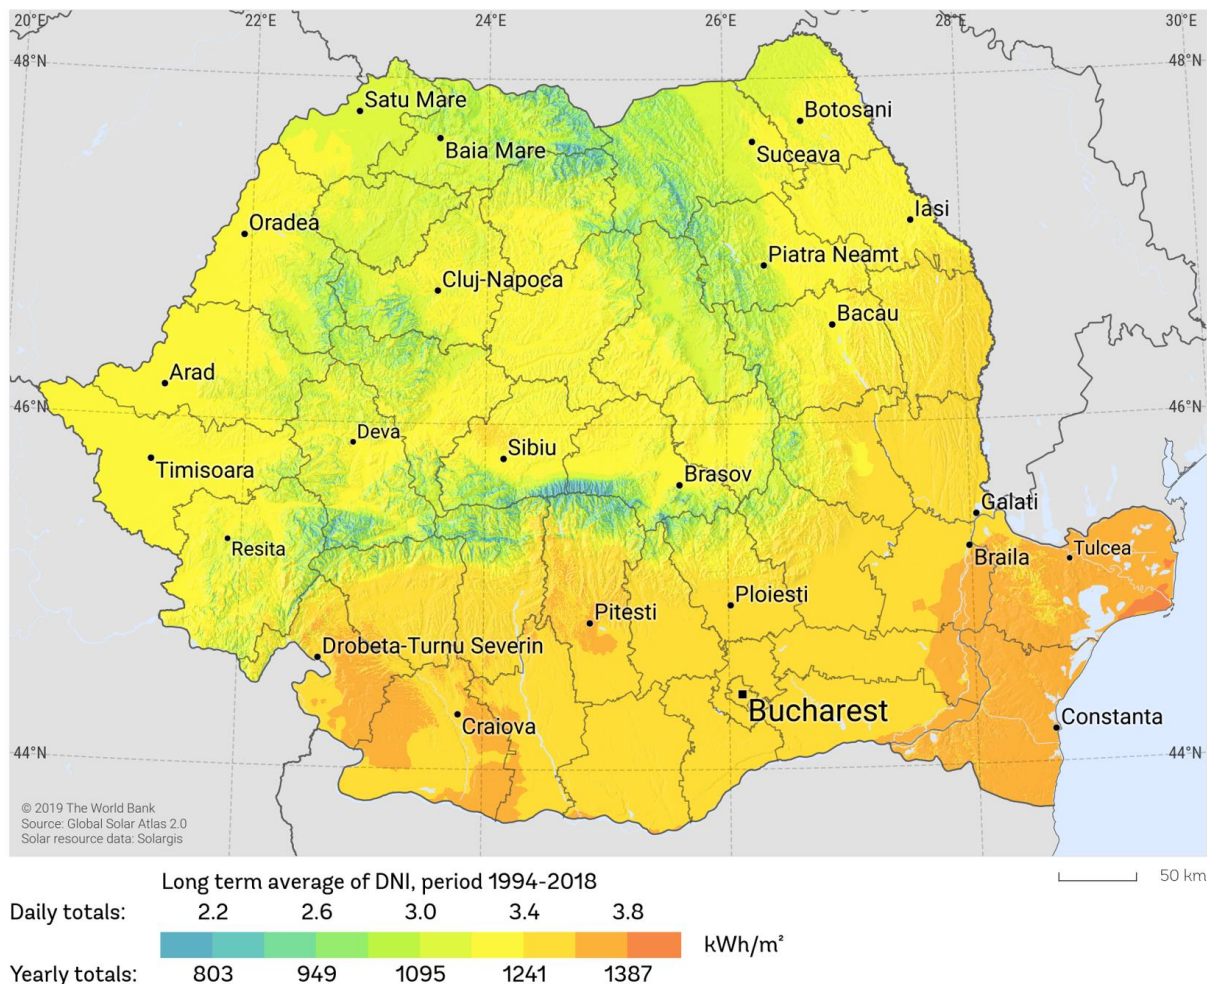 20°E 22°E 24°E 26°E 28°E 30°E
48°N 48°N
Satu Mare
Botosani
Baia Mare
Suceava
Iasi
Oradea
Piatra Neamt
Cluj-Napoca
Bacau
Arad
46°N 46°N
Deva
Sibiu
Timisoara
Brasov
Galati
Resita
Braila
Tulcea
Ploiesti
Pitesti
Drobeta-Turnu Severin
Bucharest
Constanta
Craiova
44°N 44°N
© 2019 The World Bank
Source: Global Solar Atlas 2.0
Solar resource data: Solargis
50 km
Long term average of DNI, period 1994-2018
Daily totals: 2.2 2.6 3.0 3.4 3.8
kWh/m²
Yearly totals: 803 949 1095 1241 1387